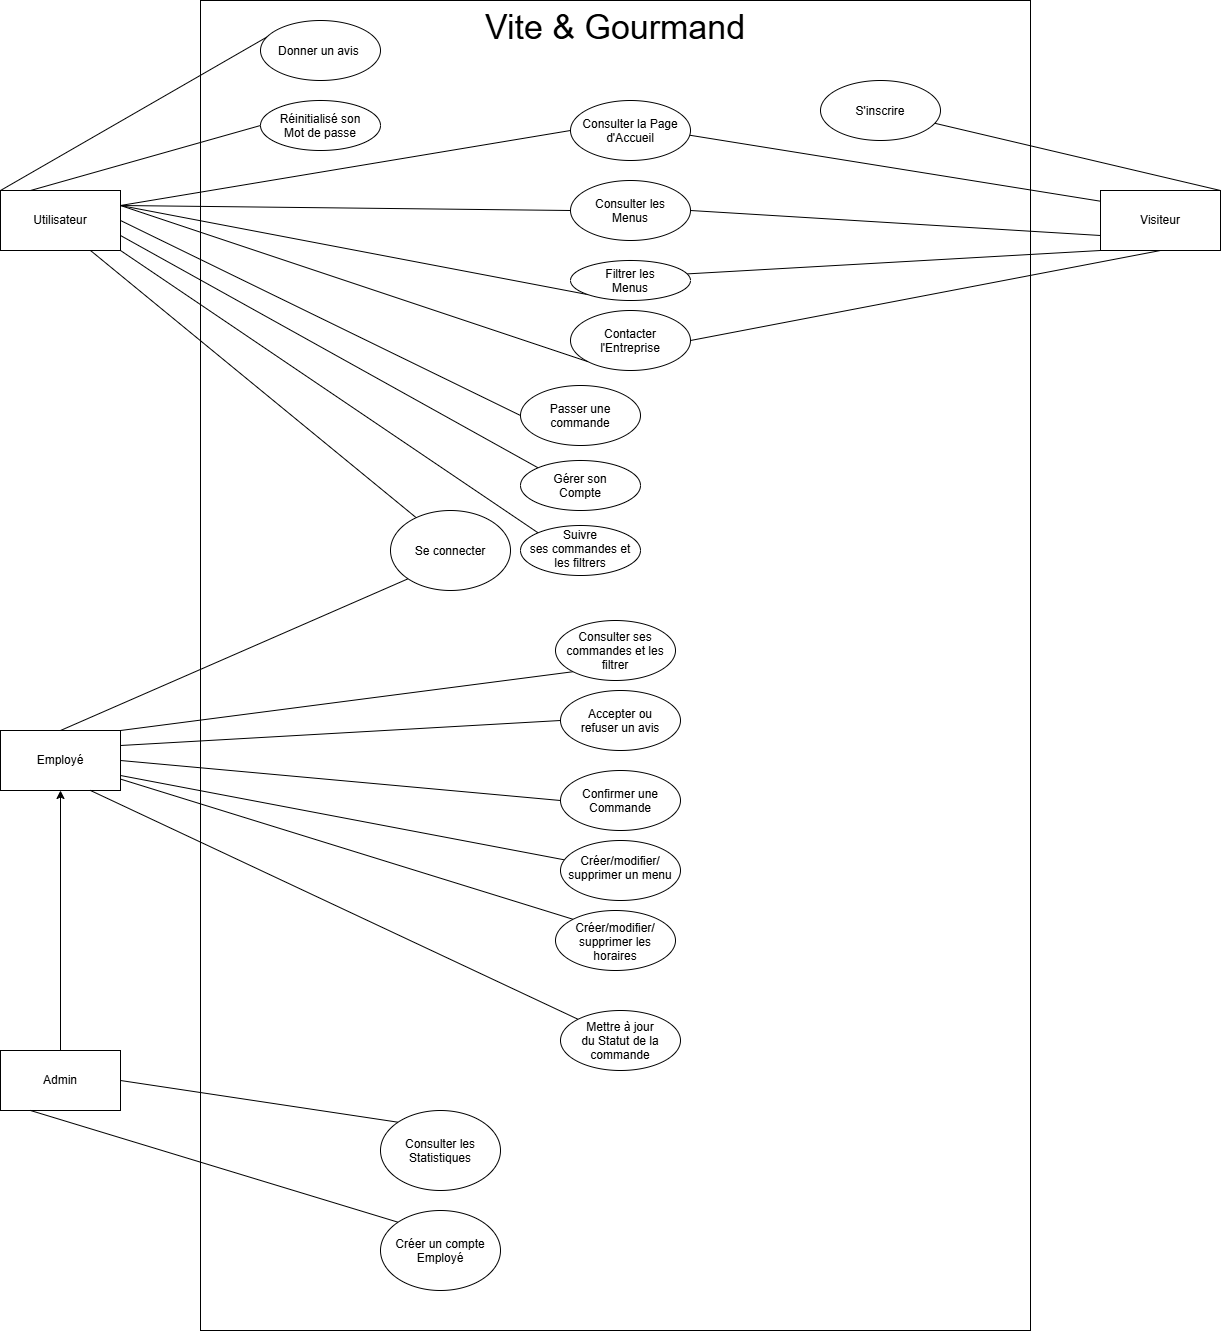 Vite & Gourmand
Donner un avis
S'inscrire
Réinitialisé son
Mot de passe
Consulter la Page
d'Accueil
Utilisateur
Consulter les
Menus
Visiteur
Filtrer les
Menus
Contacter
l'Entreprise
Passer une
commande
Gérer son
Compte
Se connecter
Suivre
ses commandes et
les filtrers
Consulter ses
commandes et les
filtrer
Accepter ou
refuser un avis
Employé
Confirmer une
Commande
Créer/modifier/
supprimer un menu
Créer/modifier/
supprimer les
horaires
Mettre à jour
du Statut de la
commande
Admin
Consulter les
Statistiques
Créer un compte
Employé